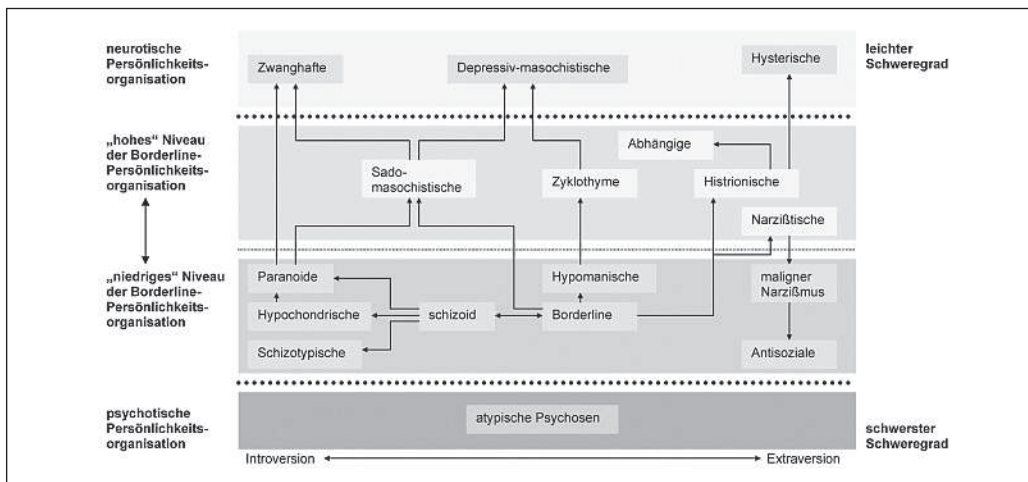 neurotische
Persönlichkeits-
organisation
Zwanghafte
Depressiv-masochistische
Hysterische
leichter
Schweregrad
„hohes“ Niveau
der Borderline-
Persönlichkeits-
organisation
Abhängige
Sado-
masochistische
Zyklothyme
Histrionische
Narzißtische
„niedriges“ Niveau
der Borderline-
Persönlichkeits-
organisation
Paranoide
Hypomanische
maligner
Narzißmus
Hypochondrische
schizoid
Borderline
Schizotypische
Antisoziale
psychotische
Persönlichkeits-
organisation
atypische Psychosen
schwerster
Schweregrad
Introversion
Extraversion